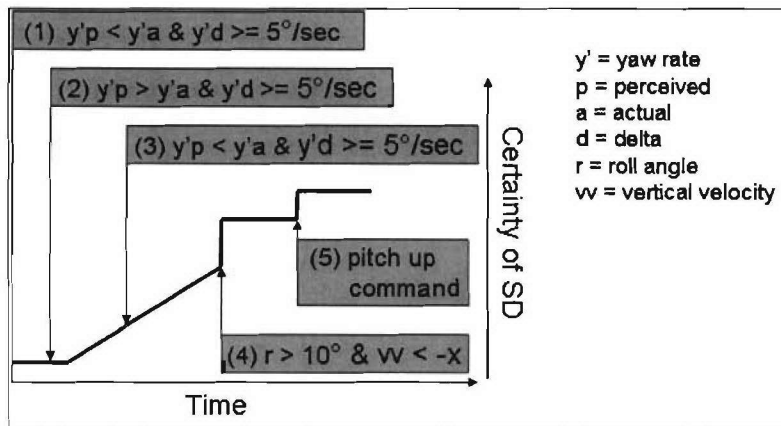 (1) y'p < y'a & y'd >= 5°/sec
(2) y'p > y'a & y'd >= 5°/sec
(3) y'p < y'a & y'd >= 5°/sec
(5) pitch up
command
(4) r > 10° & vv < -x
Time
Certainty of SD
y' = yaw rate
p = perceived
a = actual
d = delta
r = roll angle
vv = vertical velocity